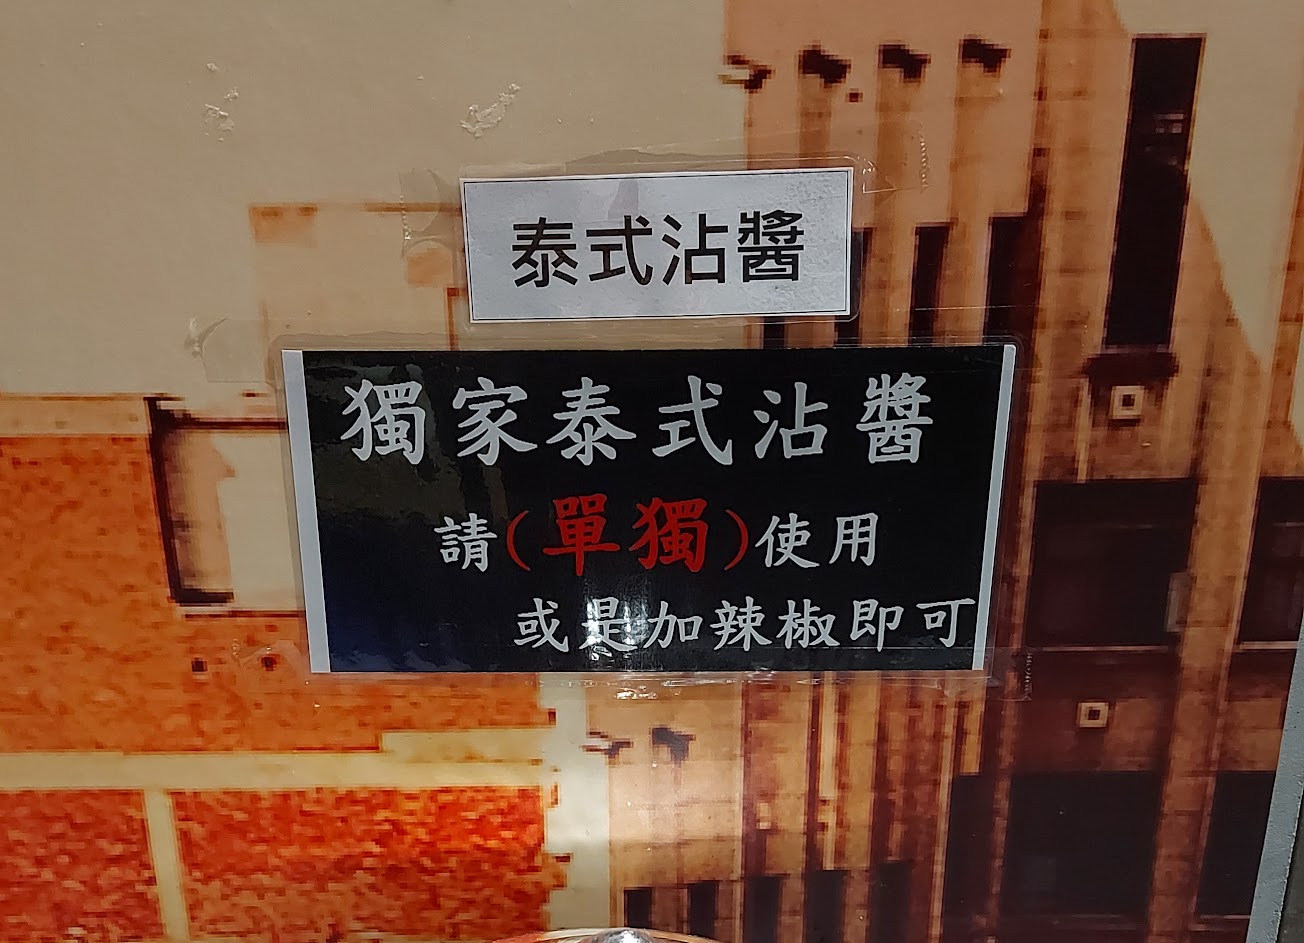 泰式沾醬
獨家泰式沾醬
請(單獨)使用
或是加辣椒即可